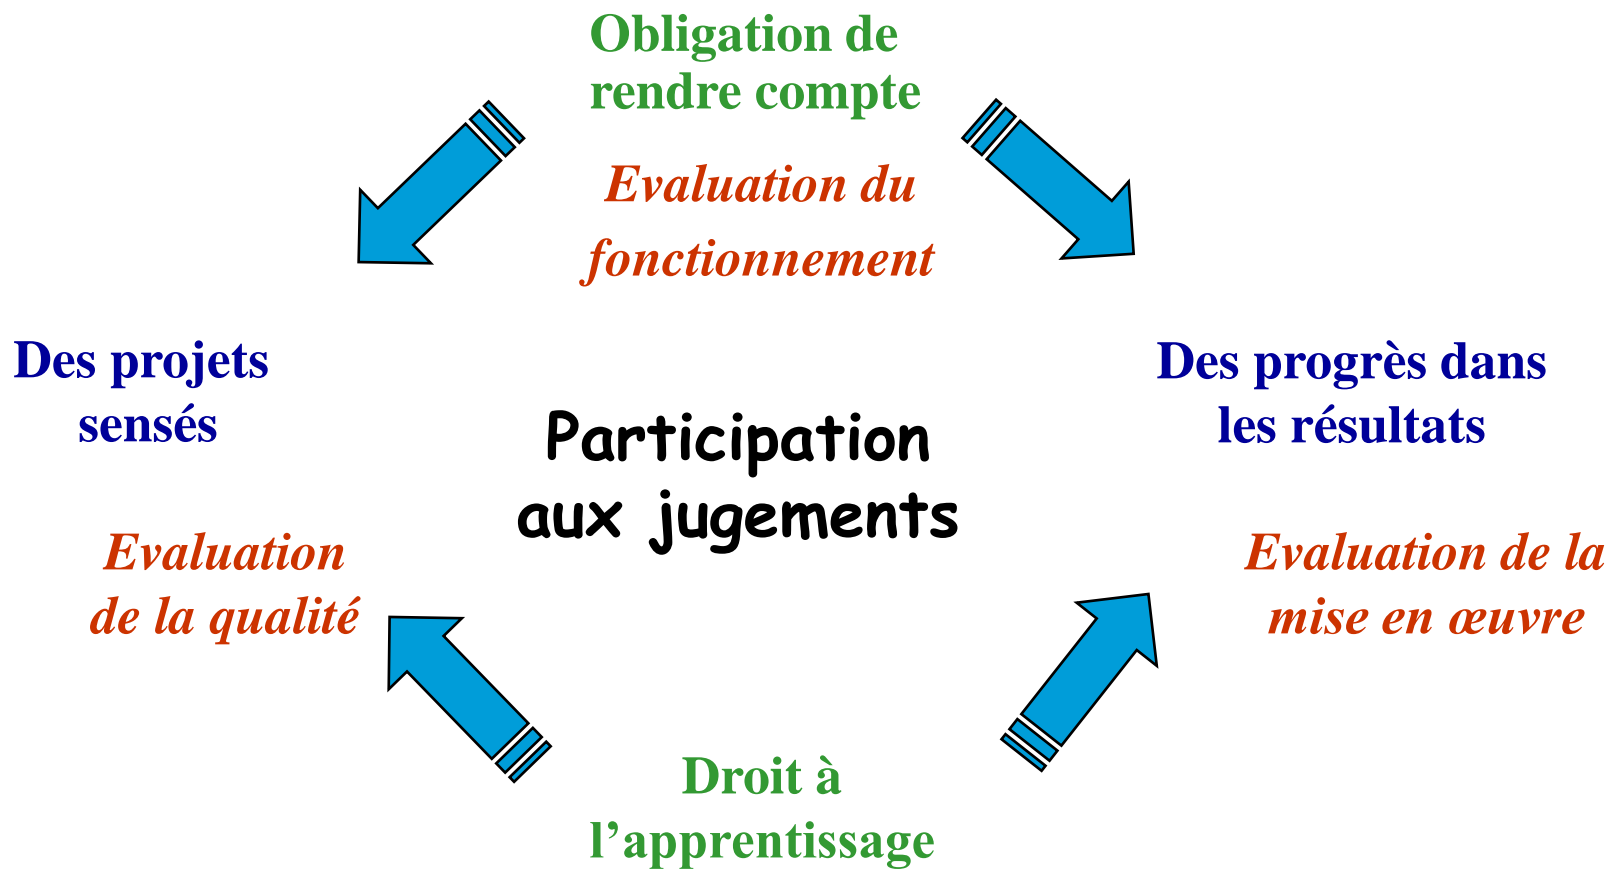 Obligation de
rendre compte
Evaluation du
fonctionnement
Des projets
sensés
Evaluation
de la qualité
Participation
aux jugements
Des progrès dans
les résultats
Evaluation de la
mise en œuvre
Droit à
l’apprentissage